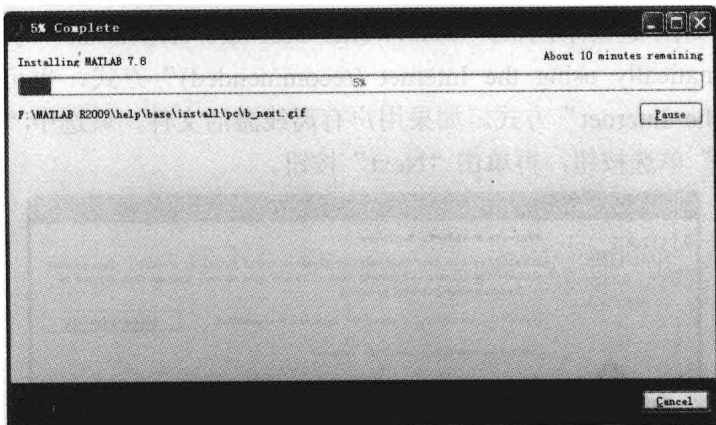 5% Complete
Installing MATLAB 7.8
About 10 minutes remaining
5%
F:\MATLAB R2009\help\base\install\pc\b_next.gif
Pause
Cancel